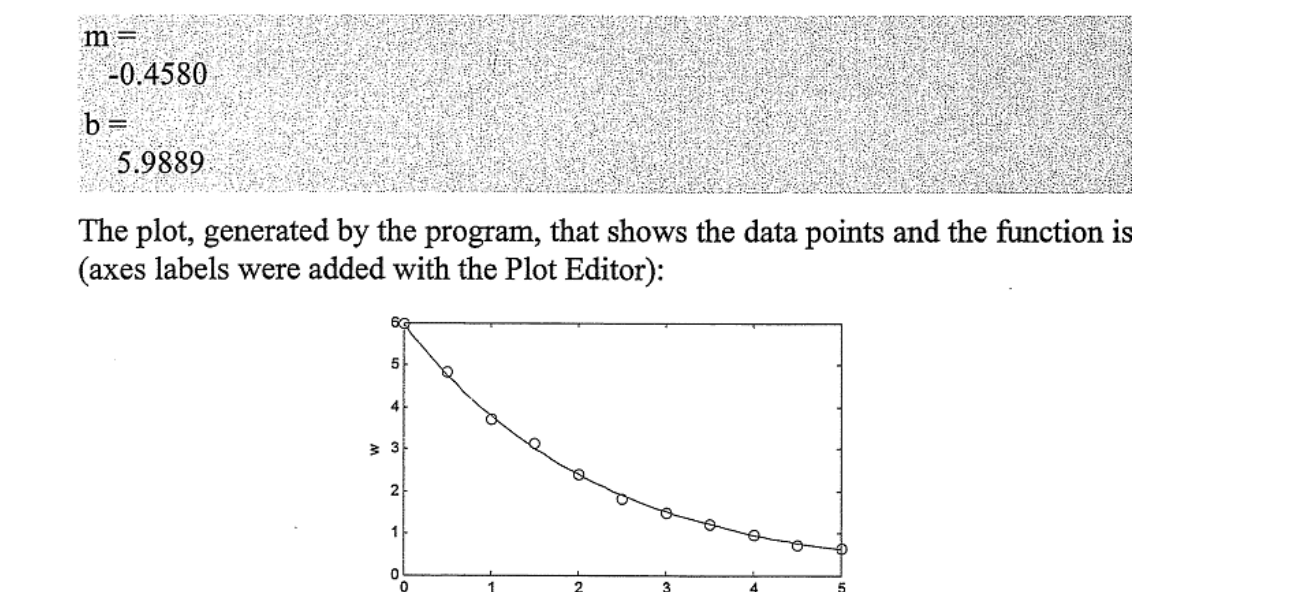 m =
-0.4580
b =
5.9889
The plot, generated by the program, that shows the data points and the function is
(axes labels were added with the Plot Editor):
6
5
4
w
3
2
1
0
0 1 2 3 4 5